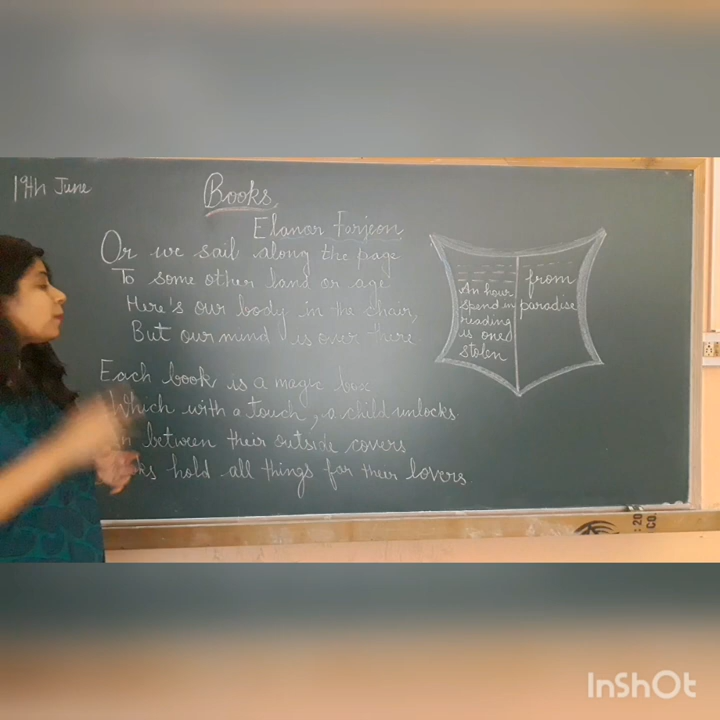 19th June
Books
Elanor Farjeon
Or we sail along the page
To some other land or age
Here's our body in the chair,
But our mind is over there
Each book is a magic box
Which with a touch, a child unlocks
In between their outside covers
hold all things for their lovers
An hour
spend in
reading
is one
stolen
from
paradise
InShOt